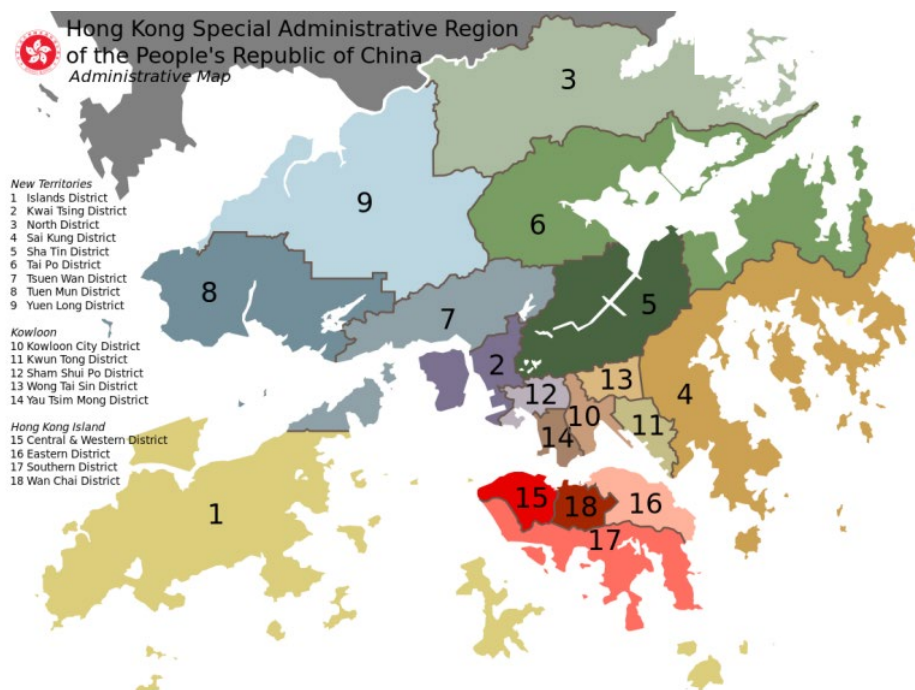 Hong Kong Special Administrative Region
of the People's Republic of China
Administrative Map
New Territories
1 Islands District
2 Kwai Tsing District
3 North District
4 Sai Kung District
5 Sha Tin District
6 Tai Po District
7 Tsuen Wan District
8 Tuen Mun District
9 Yuen Long District
Kowloon
10 Kowloon City District
11 Kwun Tong District
12 Sham Shui Po District
13 Wong Tai Sin District
14 Yau Tsim Mong District
Hong Kong Island
15 Central & Western District
16 Eastern District
17 Southern District
18 Wan Chai District
3
9
6
8
7
5
2
13
12
4
10
11
14
15
18
16
1
17